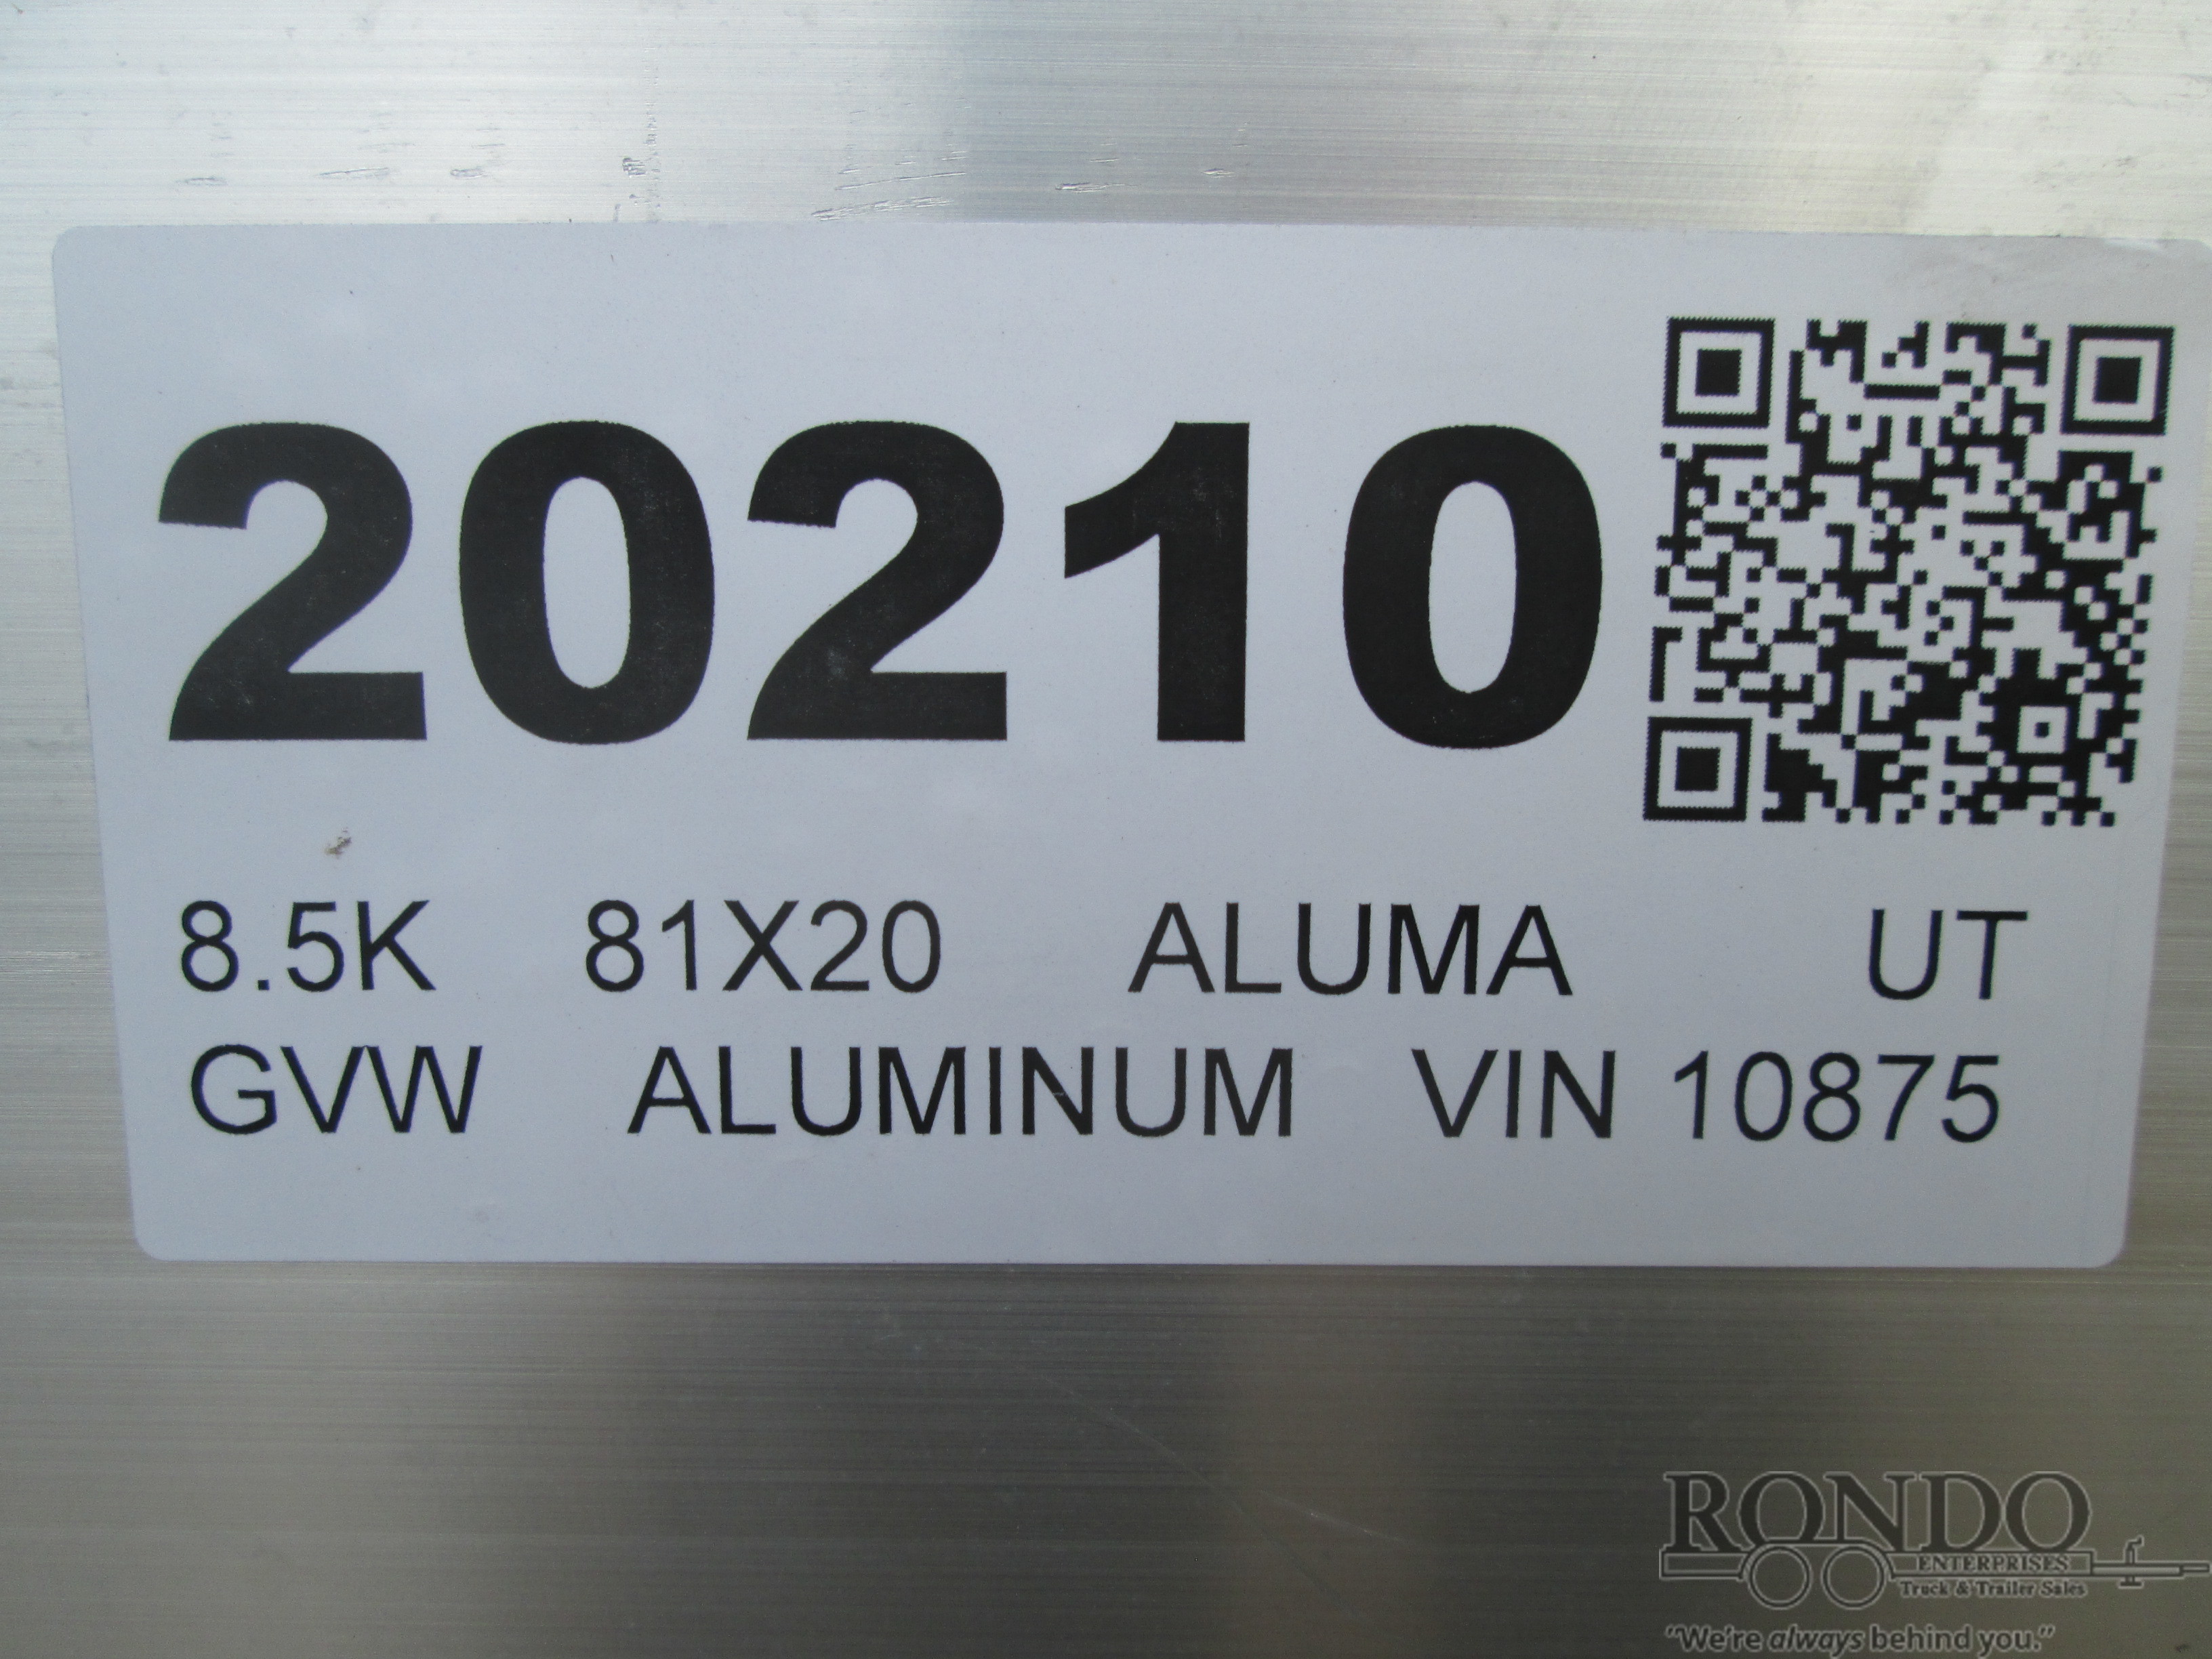 20210
8.5K 81X20 ALUMA UT
GVW ALUMINUM VIN 10875
RONDO
ENTERPRISES
Truck & Trailer Sales
"We're always behind you."